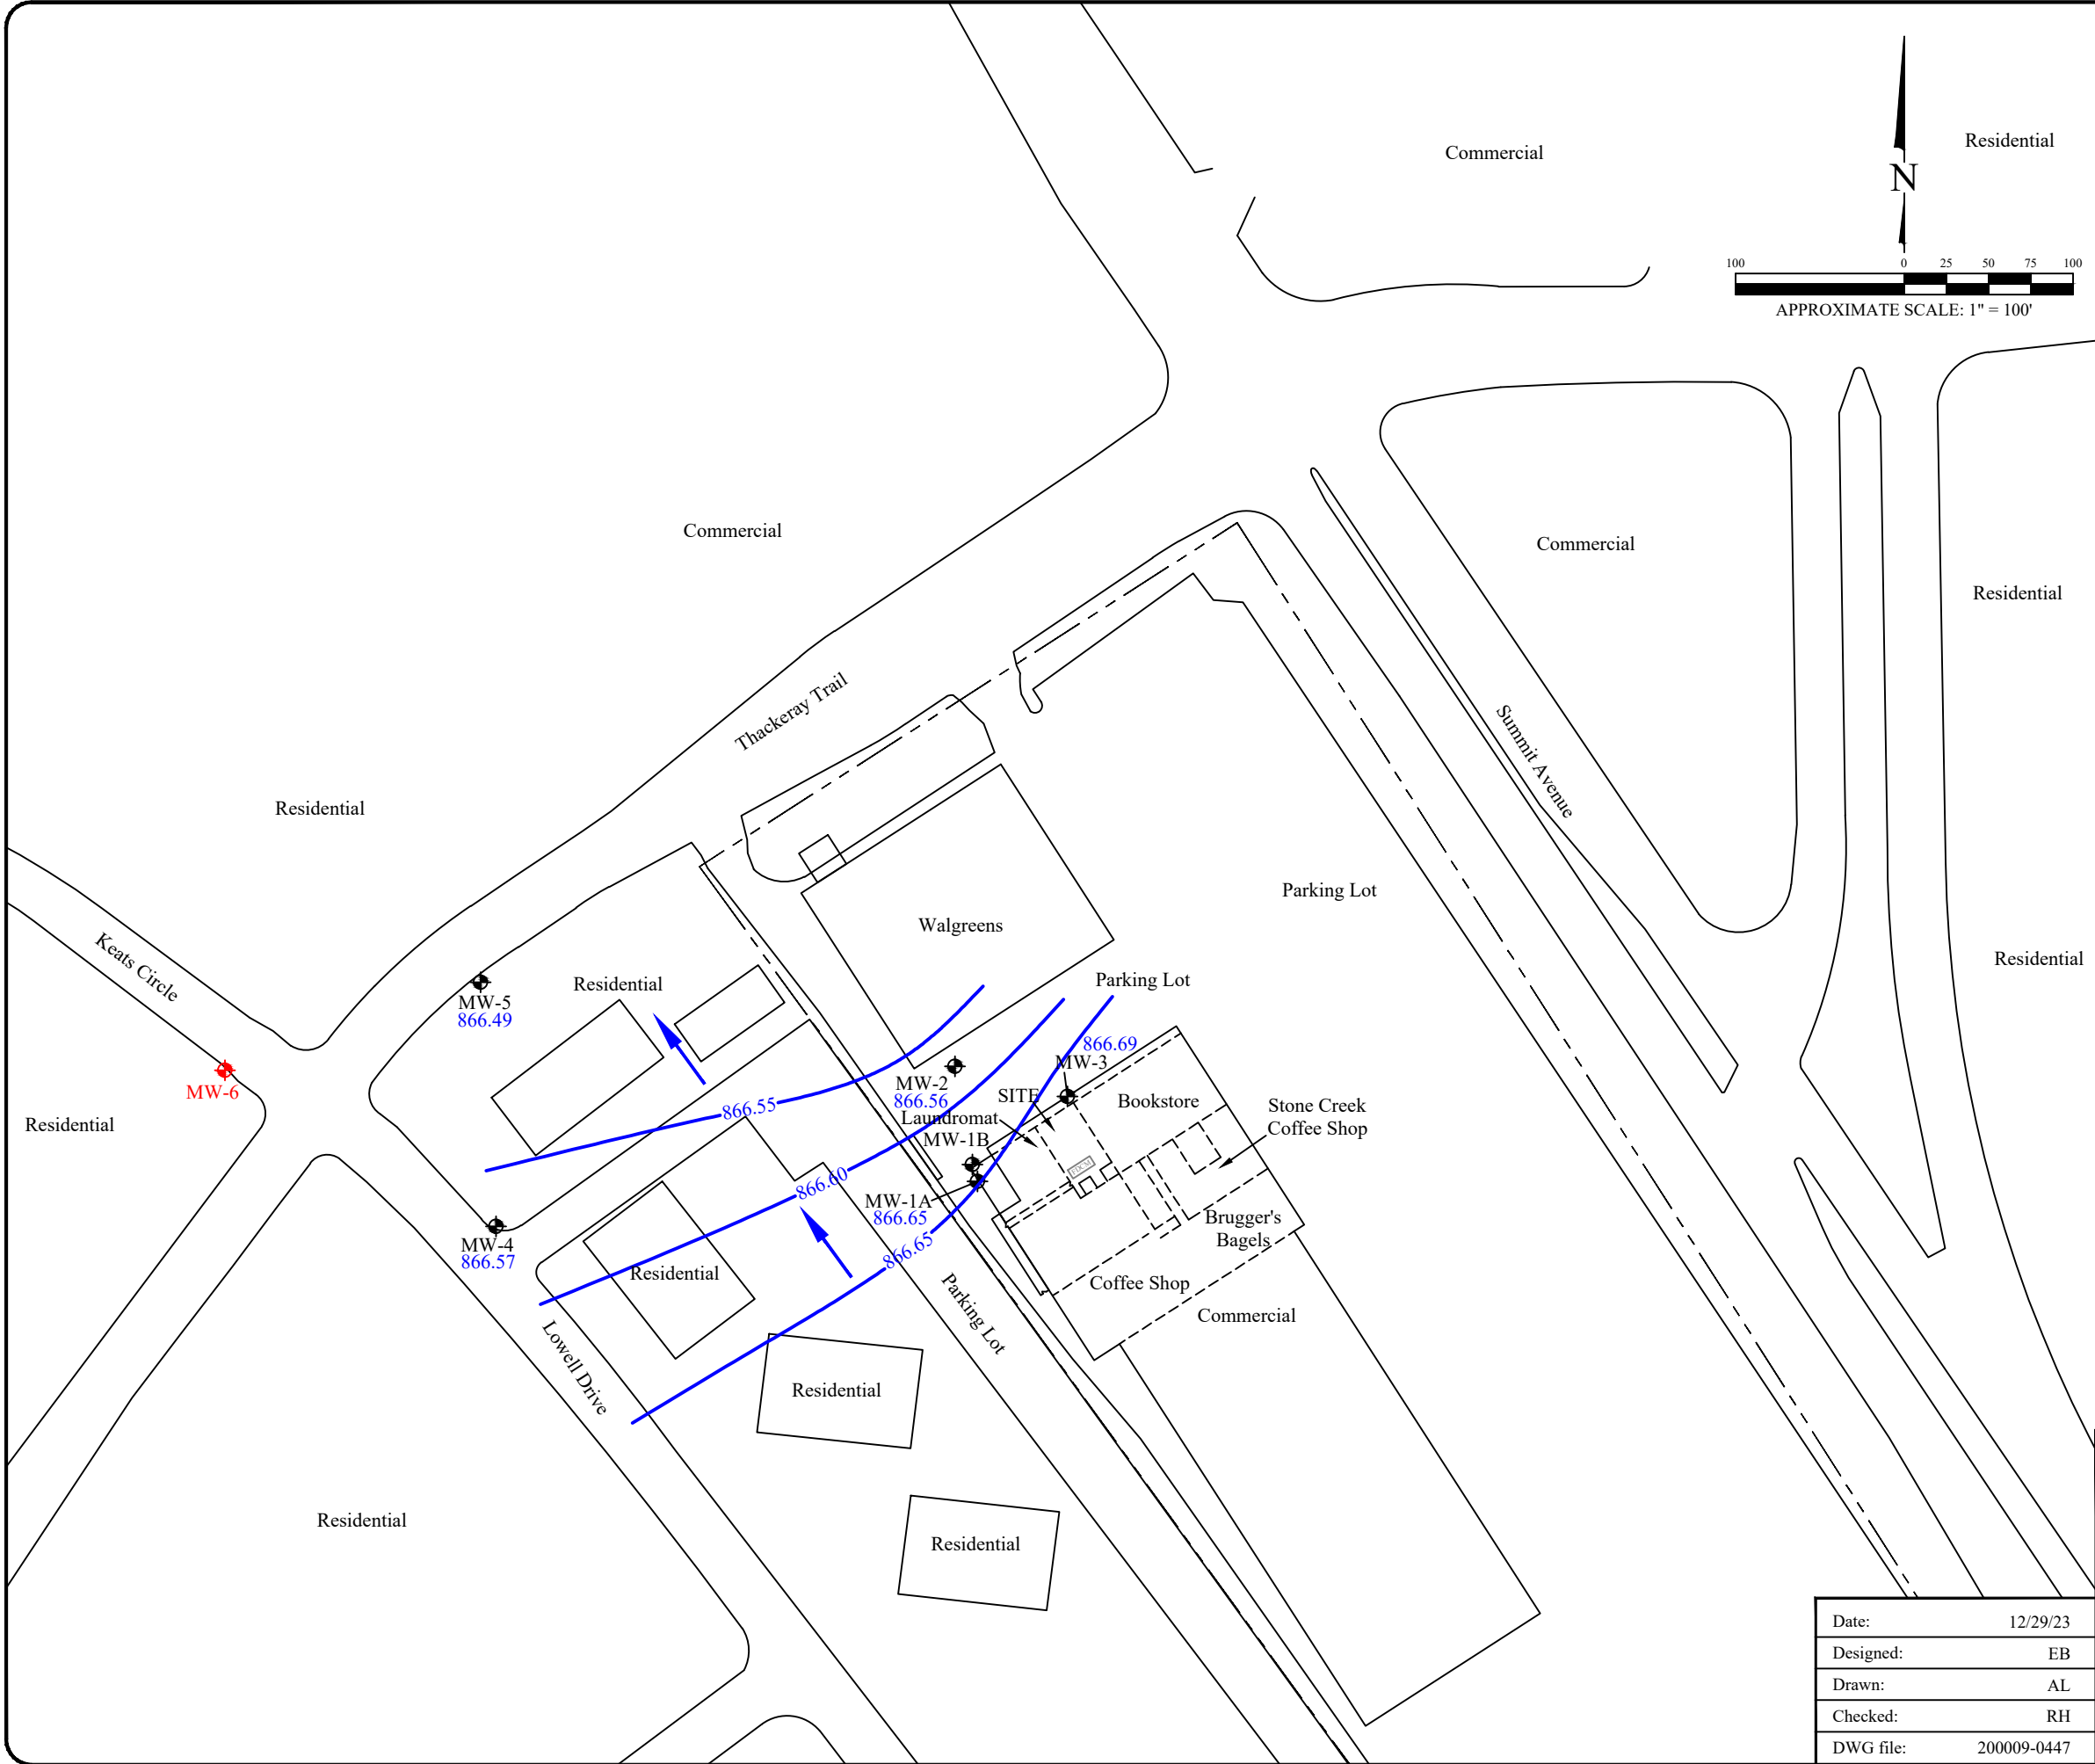 Commercial
Residential
N
100 0 25 50 75 100
APPROXIMATE SCALE: 1" = 100'
Commercial
Commercial
Residential
Thackeray Trail
Summit Avenue
Residential
Parking Lot
Walgreens
Keats Circle
Residential
Residential
Parking Lot
MW-5
866.49
866.69
MW-3
MW-6
MW-2
866.56
SITE
Bookstore
Stone Creek
Coffee Shop
866.55
Laundromat
Residential
MW-1B
EDCM
866.60
MW-1A
866.65
Brugger's
Bagels
MW-4
866.57
866.65
Residential
Coffee Shop
Parking Lot
Commercial
Lowell Drive
Residential
Residential
Residential
Date: 12/29/23
Designed: EB
Drawn: AL
Checked: RH
DWG file: 200009-0447